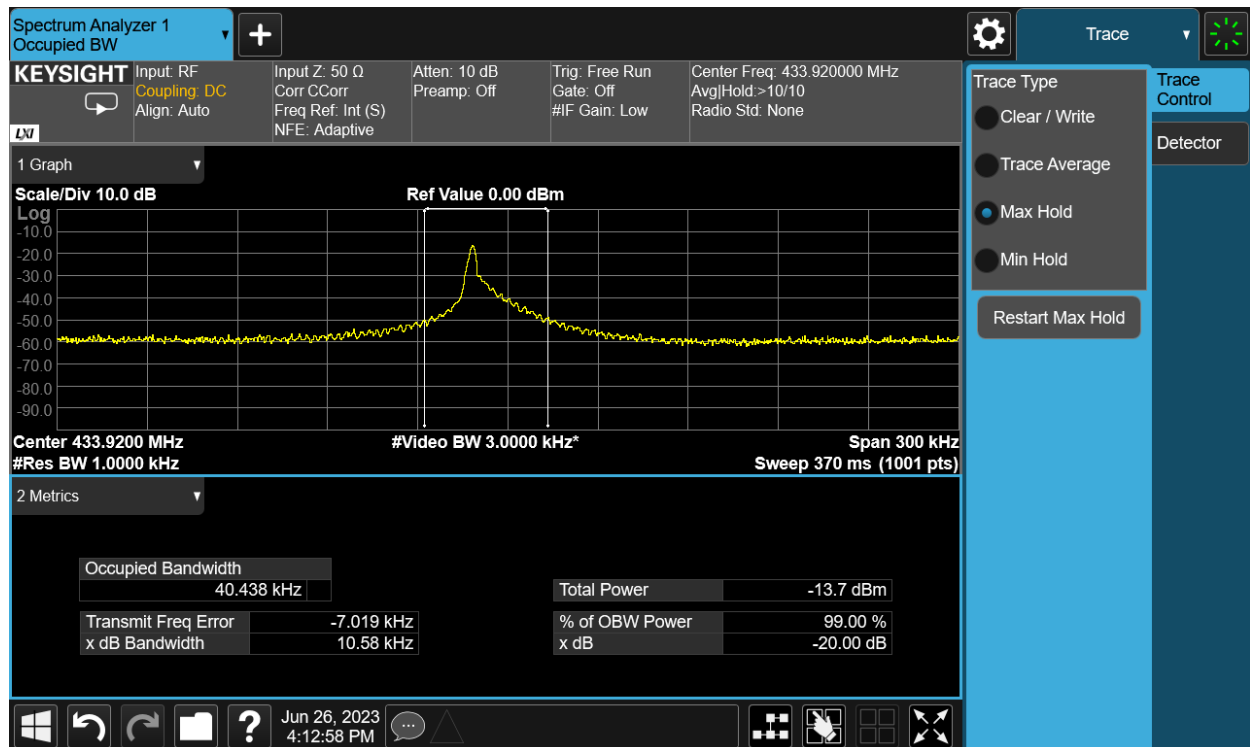 Spectrum Analyzer 1
Occupied BW
+
Trace
KEYSIGHT
LXI
Input: RF
Coupling: DC
Align: Auto
Input Z: 50 Ω
Corr CCorr
Freq Ref: Int (S)
NFE: Adaptive
Atten: 10 dB
Preamp: Off
Trig: Free Run
Gate: Off
#IF Gain: Low
Center Freq: 433.920000 MHz
Avg|Hold:>10/10
Radio Std: None
1 Graph
Scale/Div 10.0 dB
Ref Value 0.00 dBm
Log
-10.0
-20.0
-30.0
-40.0
-50.0
-60.0
-70.0
-80.0
-90.0
Center 433.9200 MHz
#Video BW 3.0000 kHz*
Span 300 kHz
#Res BW 1.0000 kHz
Sweep 370 ms (1001 pts)
2 Metrics
Occupied Bandwidth
40.438 kHz
Total Power -13.7 dBm
Transmit Freq Error -7.019 kHz
% of OBW Power 99.00 %
x dB Bandwidth 10.58 kHz
x dB -20.00 dB
?
Jun 26, 2023
4:12:58 PM
Trace Type
Clear / Write
Trace Average
Max Hold
Min Hold
Restart Max Hold
Trace
Control
Detector